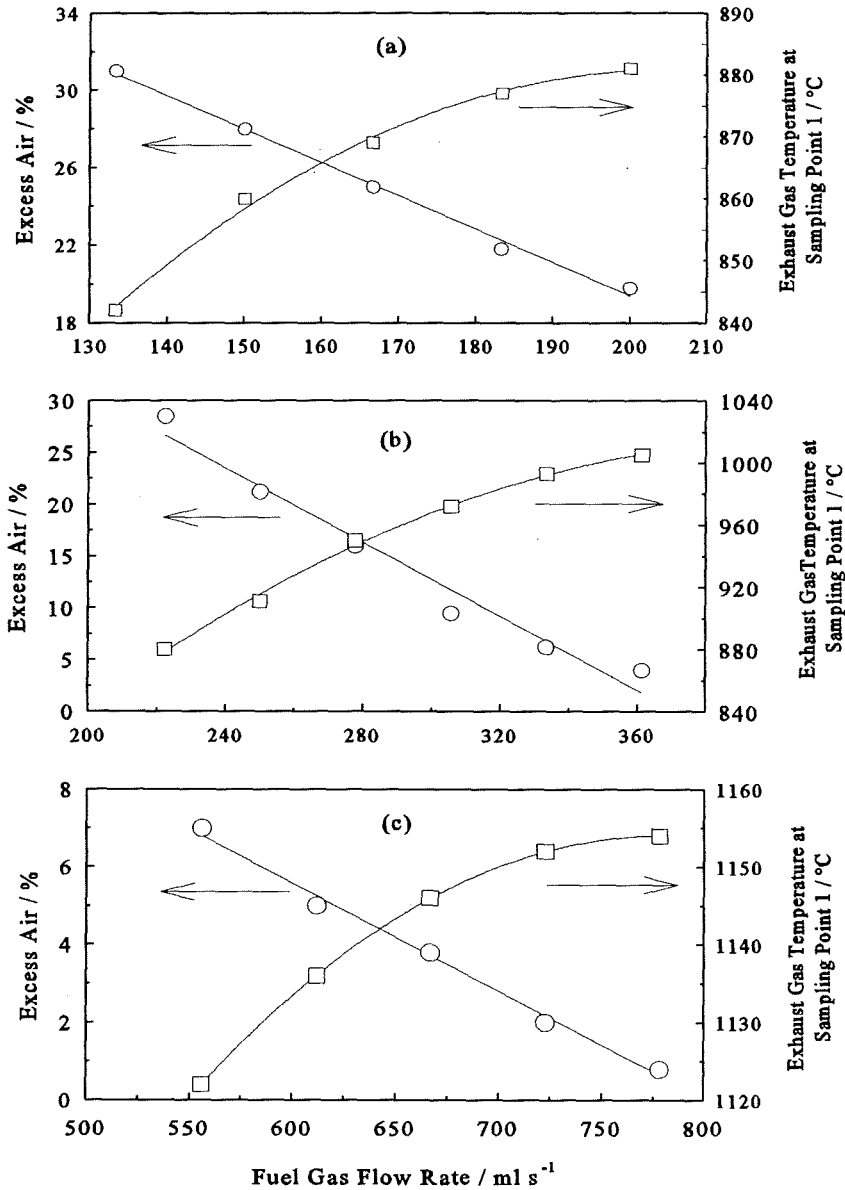 (a)
34
30
26
22
18
Excess Air / %
890
880
870
860
850
840
Exhaust Gas Temperature at
Sampling Point 1 / °C
130 140 150 160 170 180 190 200 210
(b)
30
25
20
15
10
5
0
Excess Air / %
1040
1000
960
920
880
840
Exhaust GasTemperature at
Sampling Point 1 / °C
200 240 280 320 360
(c)
8
6
4
2
0
Excess Air / %
1160
1150
1140
1130
1120
Exhaust Gas Temperature at
Sampling Point 1 / °C
500 550 600 650 700 750 800
Fuel Gas Flow Rate / ml s⁻¹